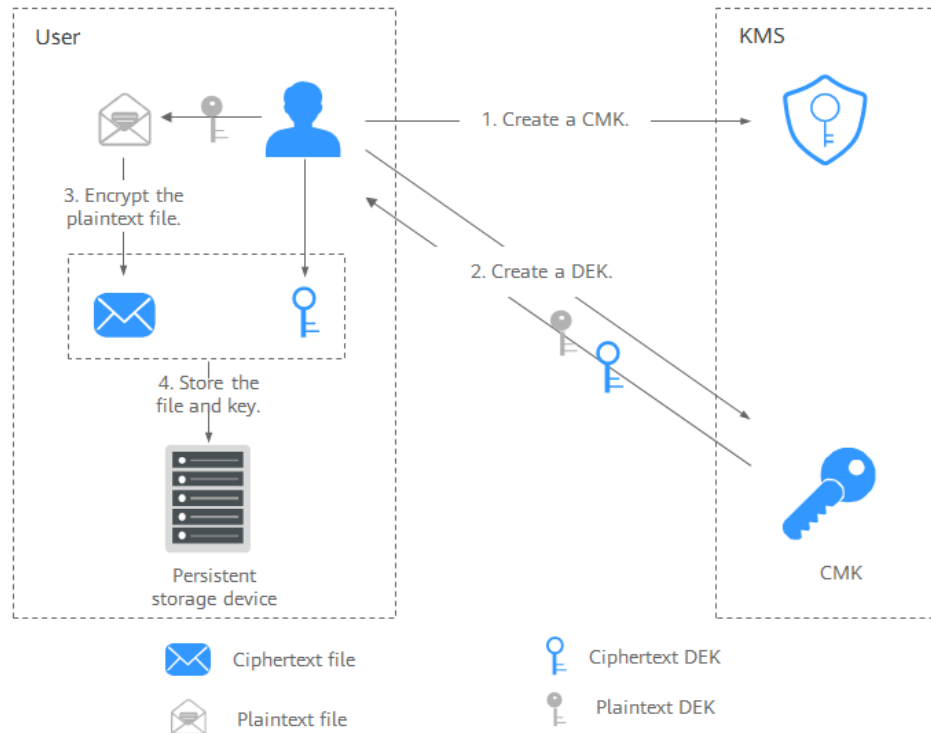 User
KMS
1. Create a CMK.
3. Encrypt the
plaintext file.
2. Create a DEK.
4. Store the
file and key.
Persistent
storage device
CMK
Ciphertext file
Ciphertext DEK
Plaintext file
Plaintext DEK